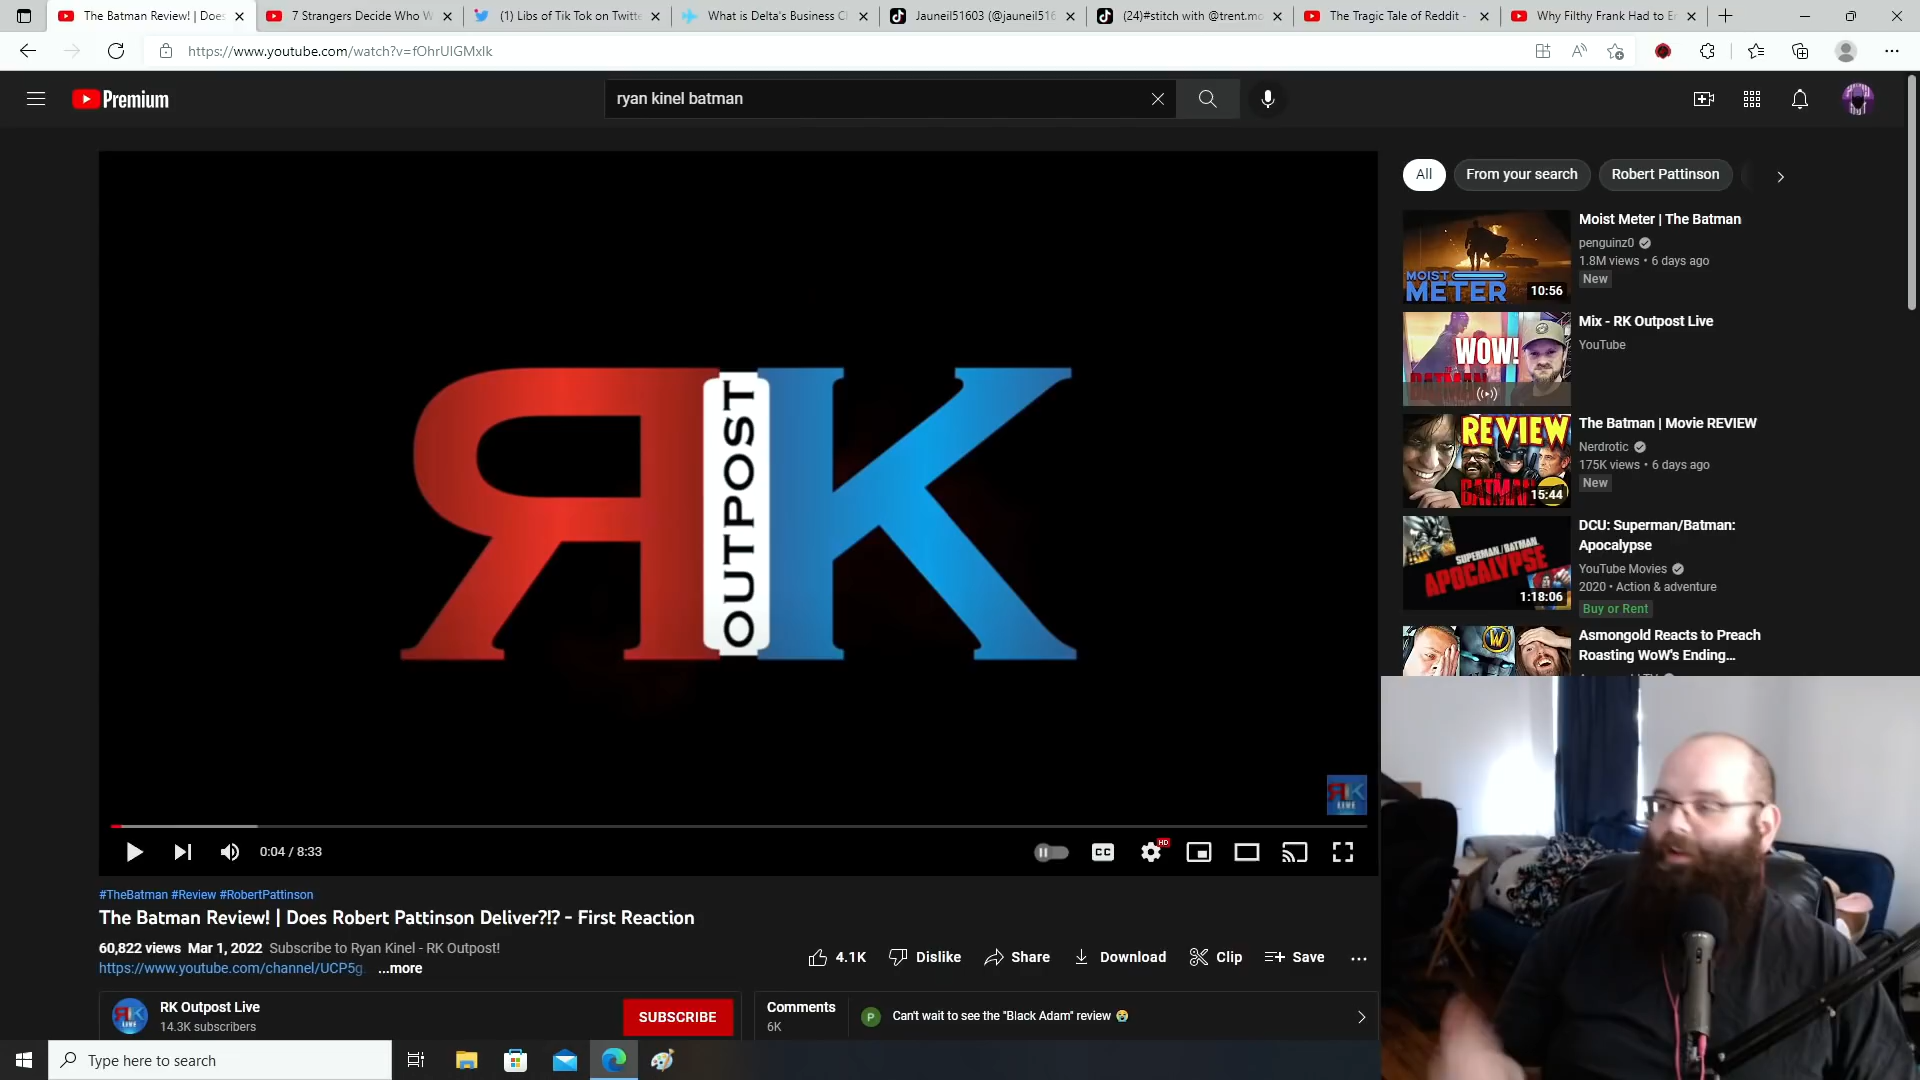 The Batman Review! | Does
7 Strangers Decide Who W
(1) Libs of Tik Tok on Twitte
What is Delta's Business Cl
Jauneil51603 (@jauneil516
(24)#stitch with @trent.mo
The Tragic Tale of Reddit -
Why Filthy Frank Had to E
https://www.youtube.com/watch?v=fOhrUIGMxlk
Premium
ryan kinel batman
All
From your search
Robert Pattinson
RK
OUTPOST
RK
LIVE
MOIST
METER
10:56
Moist Meter | The Batman
penguinz0
1.8M views • 6 days ago
New
WOW!
Mix - RK Outpost Live
YouTube
REVIEW
BATMAN
15:44
The Batman | Movie REVIEW
Nerdrotic
175K views • 6 days ago
New
SUPERMAN/BATMAN
APOCALYPSE
1:18:06
DCU: Superman/Batman:
Apocalypse
YouTube Movies
2020 • Action & adventure
Buy or Rent
W
Asmongold Reacts to Preach
Roasting WoW's Ending...
0:04 / 8:33
CC
HD
#TheBatman #Review #RobertPattinson
The Batman Review! | Does Robert Pattinson Deliver?!? - First Reaction
60,822 views Mar 1, 2022 Subscribe to Ryan Kinel - RK Outpost!
https://www.youtube.com/channel/UCP5g. ...more
4.1K
Dislike
Share
Download
Clip
Save
RK
LIVE
RK Outpost Live
14.3K subscribers
SUBSCRIBE
Comments
6K
P
Can't wait to see the "Black Adam" review 😭
Type here to search